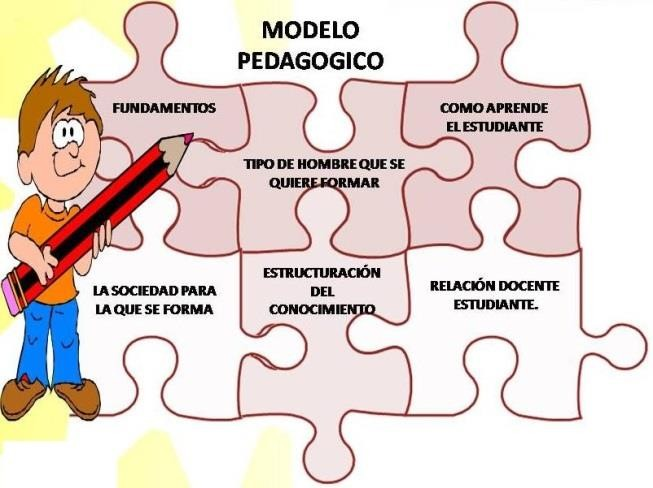 MODELO
PEDAGOGICO
FUNDAMENTOS
TIPO DE HOMBRE QUE SE
QUIERE FORMAR
COMO APRENDE
EL ESTUDIANTE
LA SOCIEDAD PARA
LA QUE SE FORMA
ESTRUCTURACIÓN
DEL
CONOCIMIENTO
RELACIÓN DOCENTE
ESTUDIANTE.